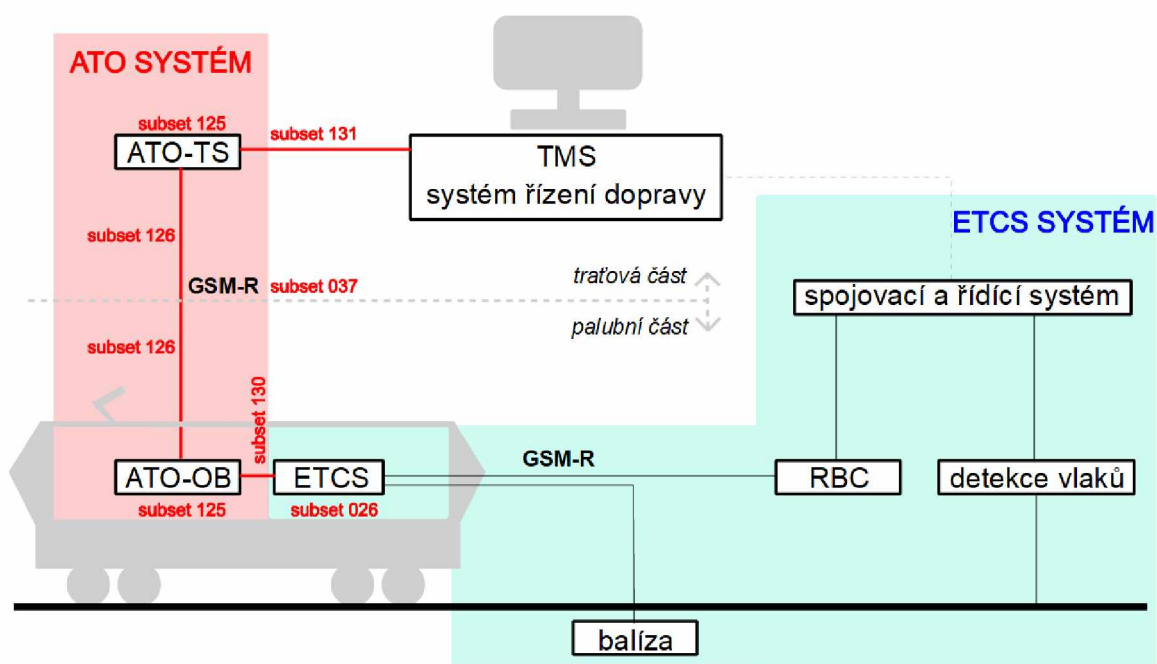 ATO SYSTÉM
subset 125
ATO-TS
subset 131
TMS
systém řízení dopravy
ETCS SYSTÉM
subset 126
GSM-R subset 037
traťová část
palubní část
spojovací a řídící systém
subset 126
subset 130
ATO-OB
ETCS
GSM-R
RBC
detekce vlaků
subset 125
subset 026
balíza